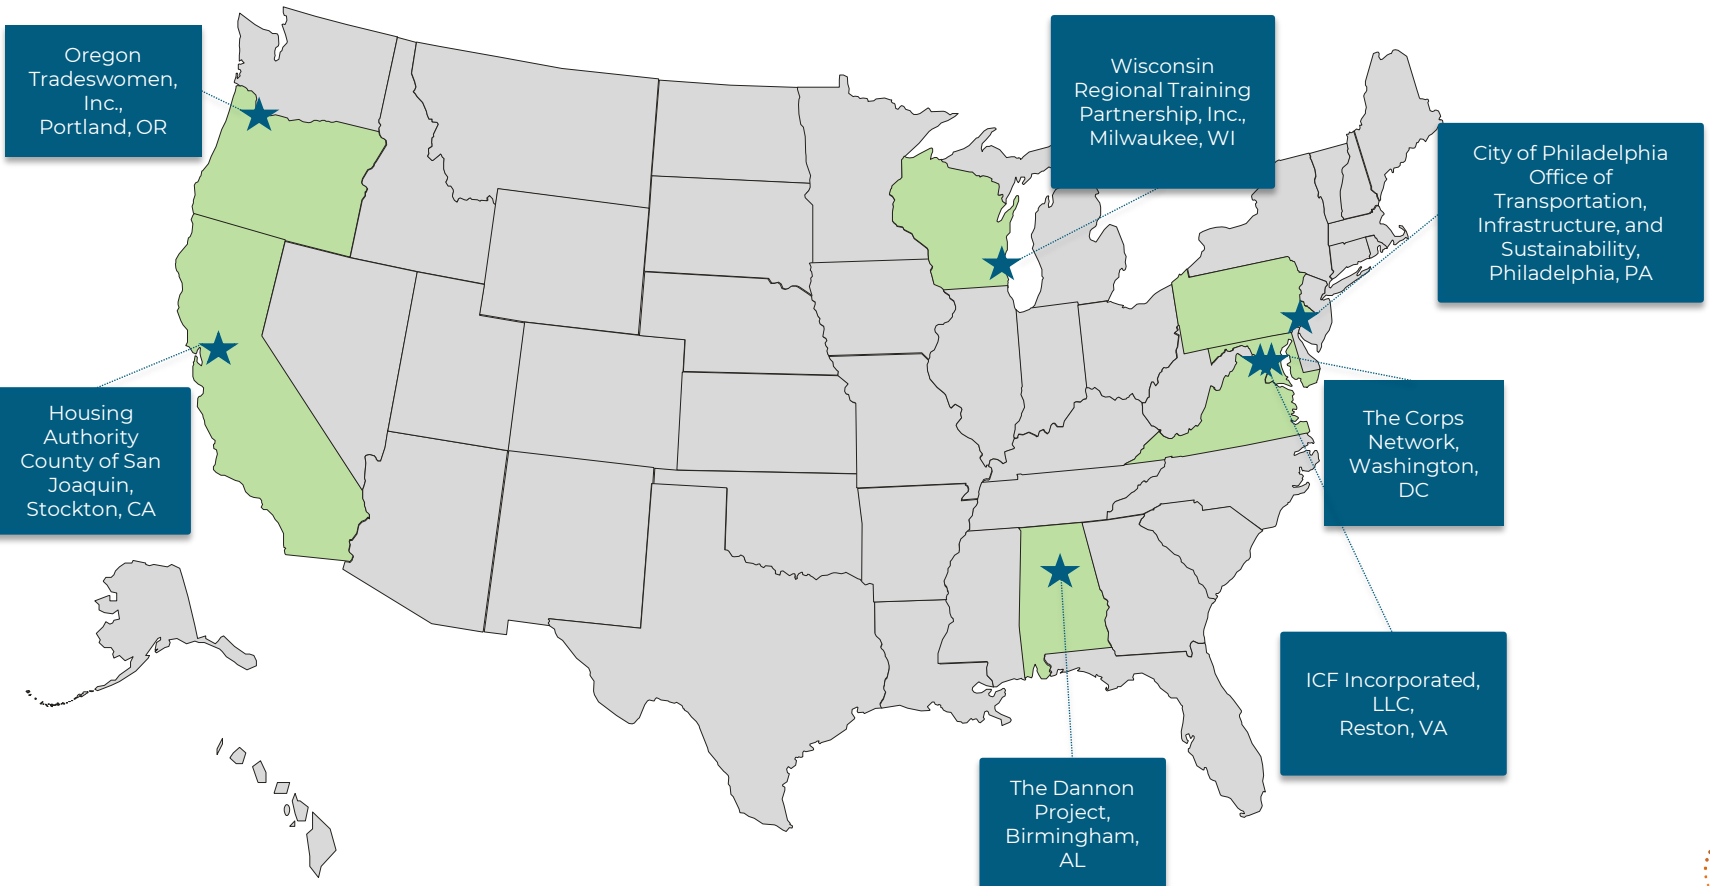 Oregon
Tradeswomen,
Inc.,
Portland, OR
Wisconsin
Regional Training
Partnership, Inc.,
Milwaukee, WI
City of Philadelphia
Office of
Transportation,
Infrastructure, and
Sustainability,
Philadelphia, PA
Housing
Authority
County of San
Joaquin,
Stockton, CA
The Corps
Network,
Washington,
DC
ICF Incorporated,
LLC,
Reston, VA
The Dannon
Project,
Birmingham,
AL